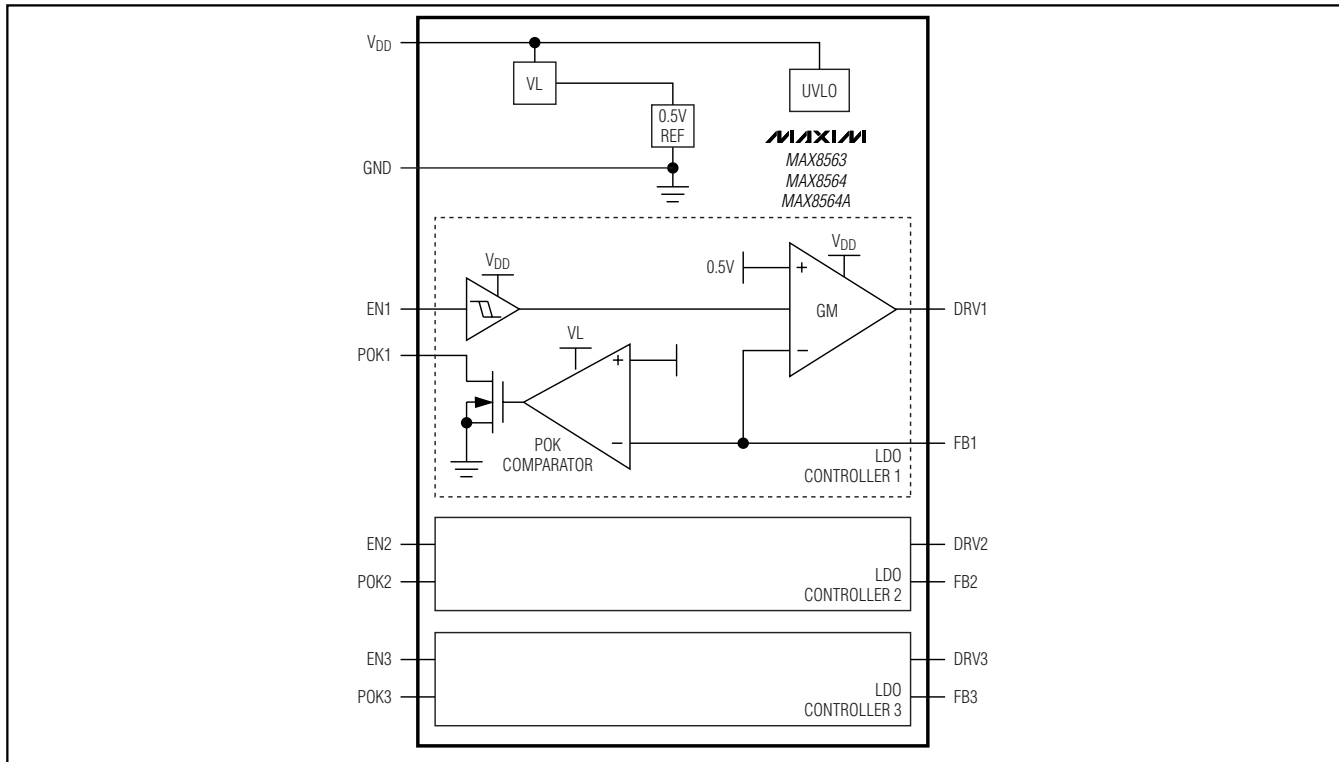 VDD
VL
UVLO
0.5V
REF
MAXIM
MAX8563
MAX8564
MAX8564A
GND
VDD
VDD
0.5V
+
EN1
GM
DRV1
VL
POK1
+
−
−
FB1
POK
COMPARATOR
LDO
CONTROLLER 1
EN2
DRV2
POK2
LDO
CONTROLLER 2
FB2
EN3
DRV3
POK3
LDO
CONTROLLER 3
FB3